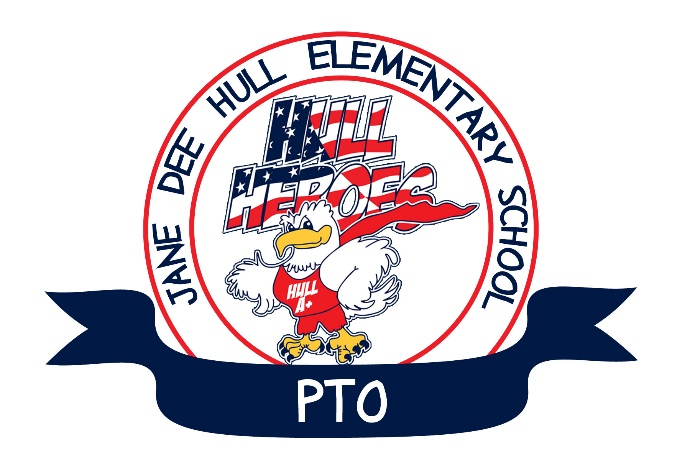 JANE DEE HULL ELEMENTARY SCHOOL
HULL
HEROES
HULL
A+
PTO